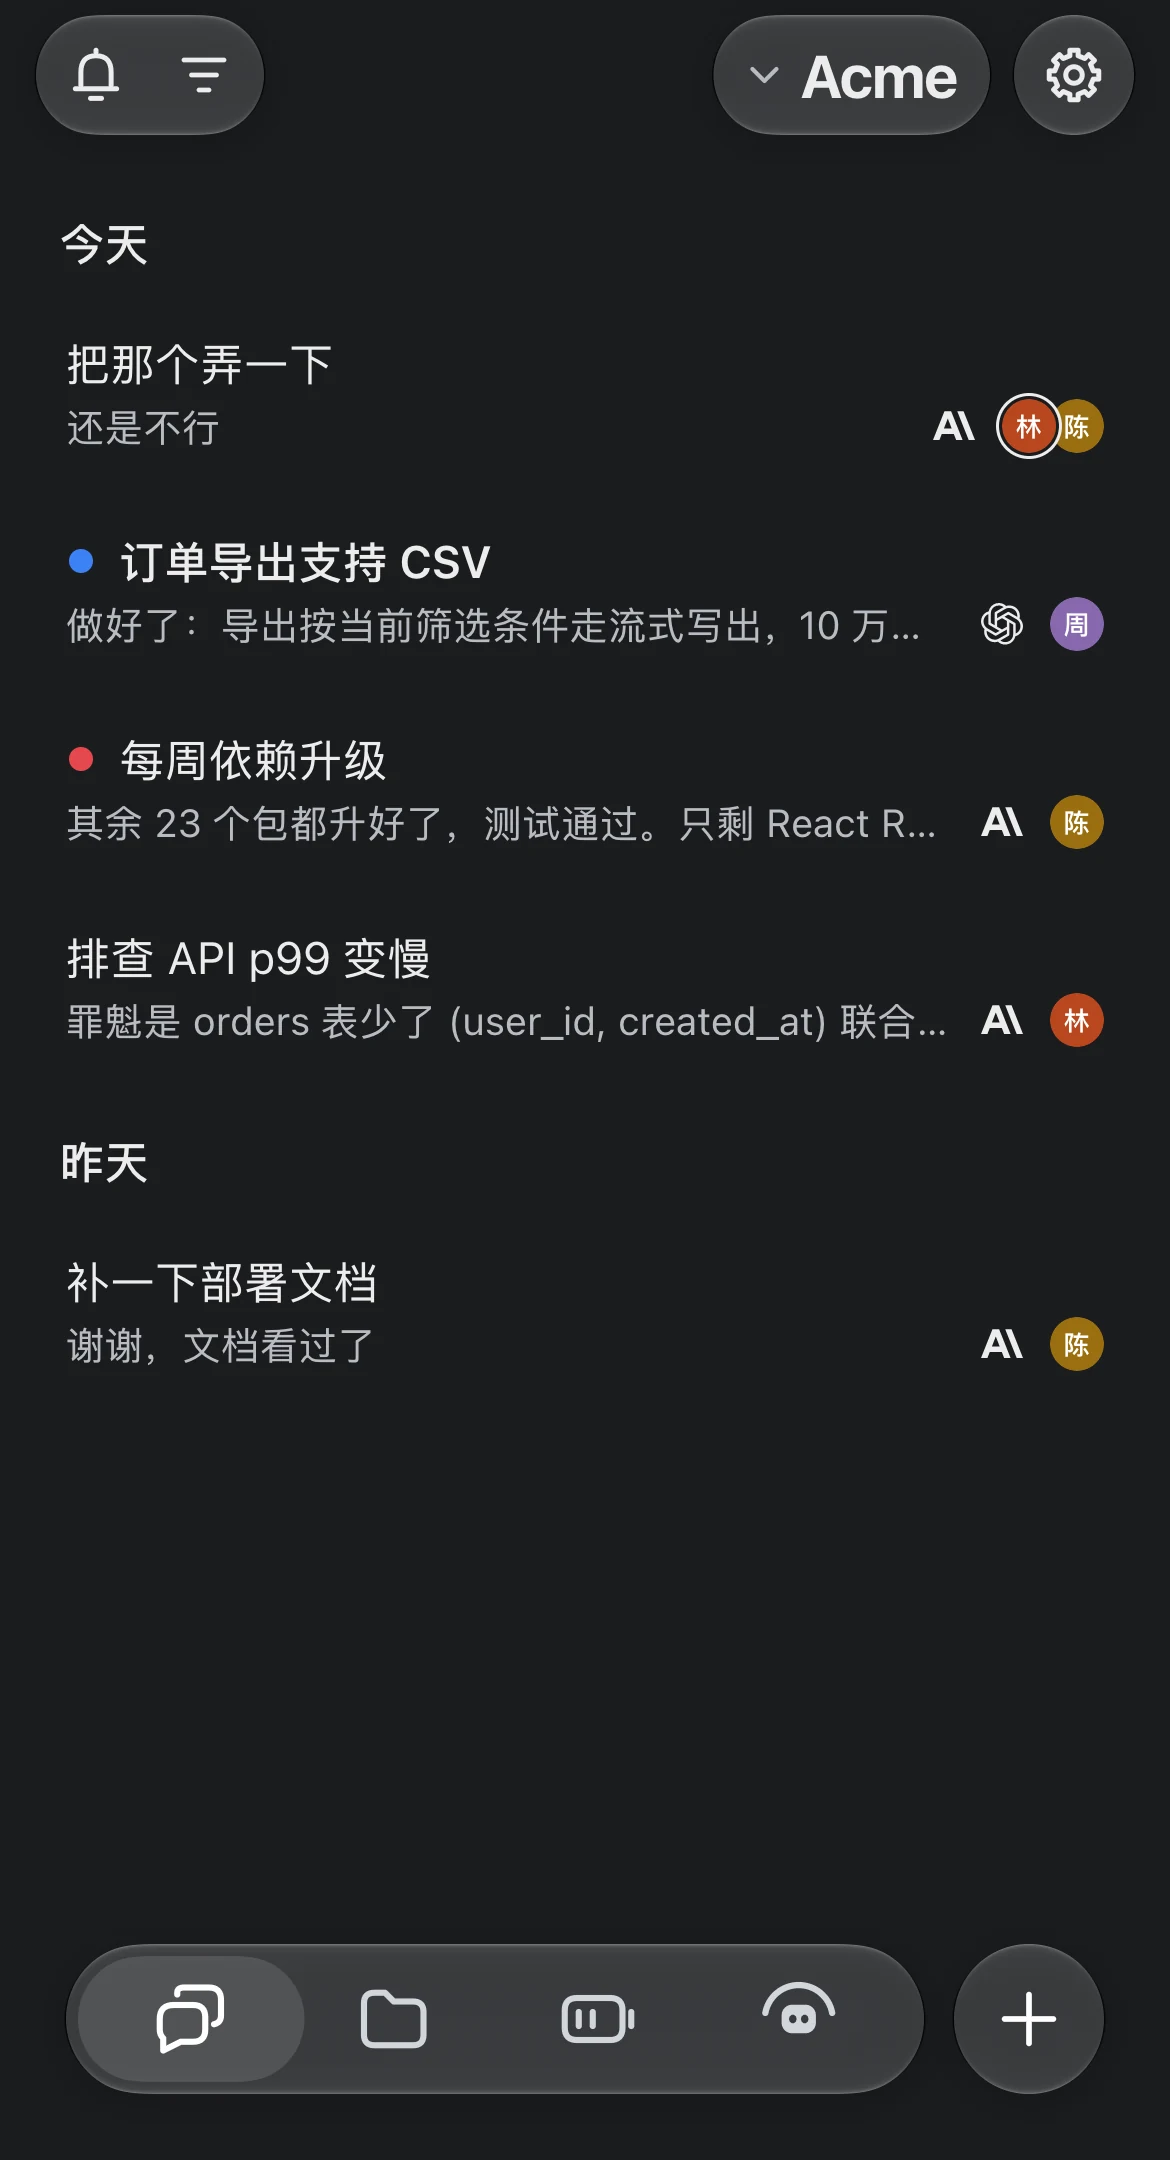 Acme
今天
把那个弄一下
还是不行
林 陈
订单导出支持 CSV
做好了：导出按当前筛选条件走流式写出，10 万...
周
每周依赖升级
其余 23 个包都升好了，测试通过。只剩 React R...
陈
排查 API p99 变慢
罪魁是 orders 表少了 (user_id, created_at) 联合...
林
昨天
补一下部署文档
谢谢，文档看过了
陈